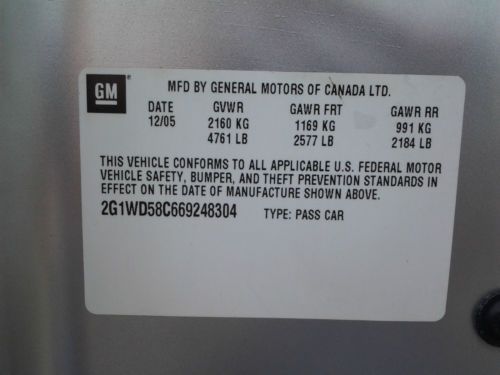 GM ®
MFD BY GENERAL MOTORS OF CANADA LTD.
DATE GVWR GAWR FRT GAWR RR
12/05 2160 KG 1169 KG 991 KG
4761 LB 2577 LB 2184 LB
THIS VEHICLE CONFORMS TO ALL APPLICABLE U.S. FEDERAL MOTOR
VEHICLE SAFETY, BUMPER, AND THEFT PREVENTION STANDARDS IN
EFFECT ON THE DATE OF MANUFACTURE SHOWN ABOVE.
2G1WD58C669248304 TYPE: PASS CAR